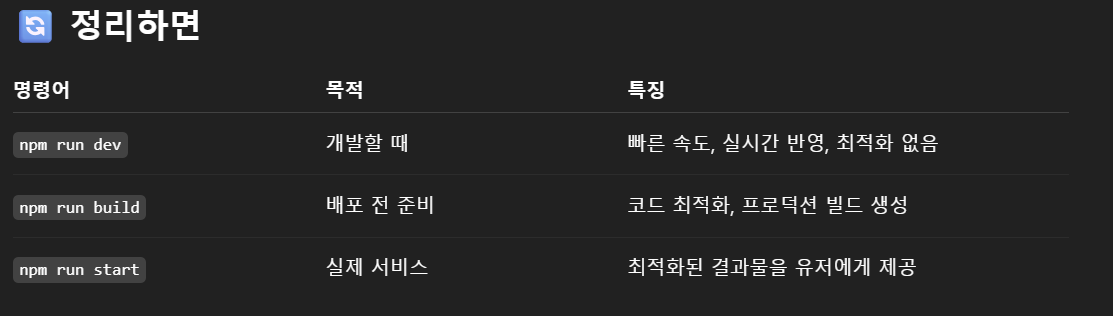 정리하면
명령어 목적 특징
npm run dev 개발할 때 빠른 속도, 실시간 반영, 최적화 없음
npm run build 배포 전 준비 코드 최적화, 프로덕션 빌드 생성
npm run start 실제 서비스 최적화된 결과물을 유저에게 제공